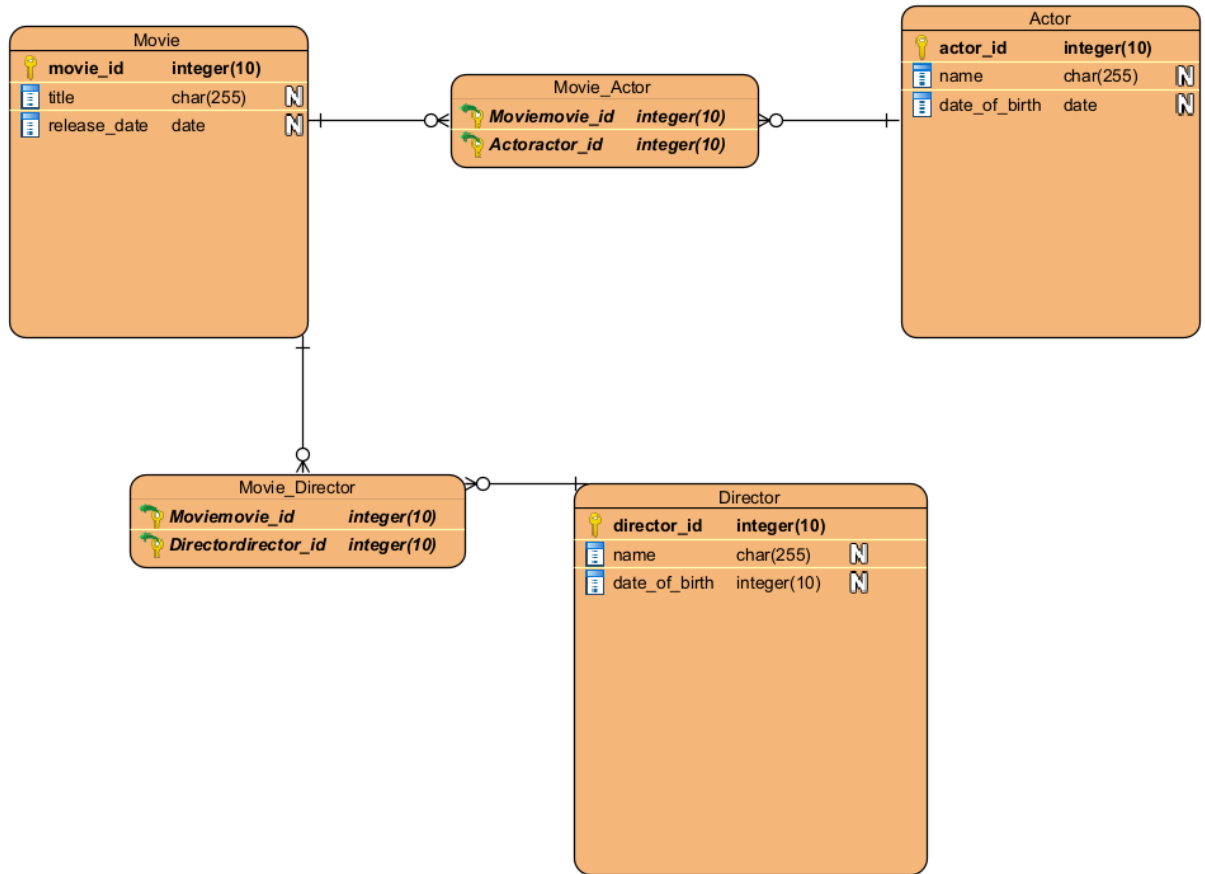 Movie
movie_id integer(10)
title char(255) N
release_date date N
Movie_Actor
Moviemovie_id integer(10)
Actoractor_id integer(10)
Actor
actor_id integer(10)
name char(255) N
date_of_birth date N
Movie_Director
Moviemovie_id integer(10)
Directordirector_id integer(10)
Director
director_id integer(10)
name char(255) N
date_of_birth integer(10) N